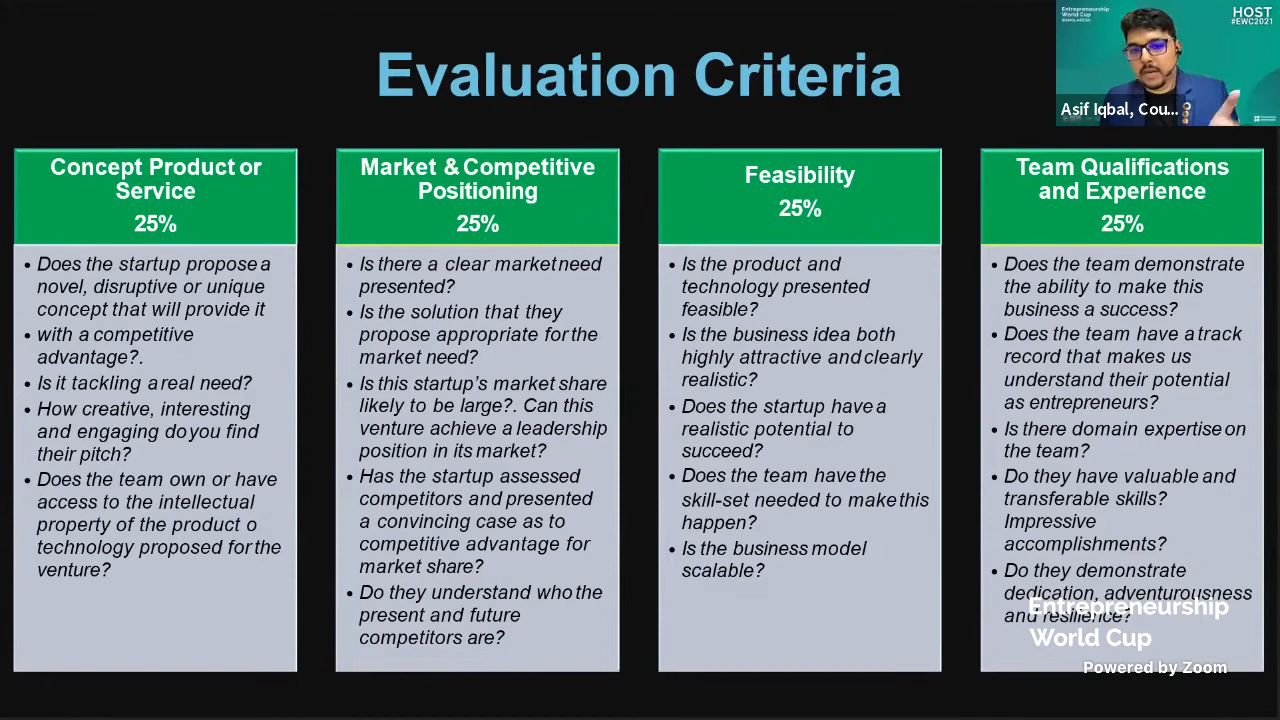 Evaluation Criteria
Entrepreneurship
World Cup
BANGLADESH
HOST
#EWC2021
Asif Iqbal, Cou...
Concept Product or
Service
25%
• Does the startup propose a
novel, disruptive or unique
concept that will provide it
• with a competitive
advantage?.
• Is it tackling a real need?
• How creative, interesting
and engaging do you find
their pitch?
• Does the team own or have
access to the intellectual
property of the product o
technology proposed for the
venture?
Market & Competitive
Positioning
25%
• Is there a clear market need
presented?
• Is the solution that they
propose appropriate for the
market need?
• Is this startup's market share
likely to be large?. Can this
venture achieve a leadership
position in its market?
• Has the startup assessed
competitors and presented
a convincing case as to
competitive advantage for
market share?
• Do they understand who the
present and future
competitors are?
Feasibility
25%
• Is the product and
technology presented
feasible?
• Is the business idea both
highly attractive and clearly
realistic?
• Does the startup have a
realistic potential to
succeed?
• Does the team have the
skill-set needed to make this
happen?
• Is the business model
scalable?
Team Qualifications
and Experience
25%
• Does the team demonstrate
the ability to make this
business a success?
• Does the team have a track
record that makes us
understand their potential
as entrepreneurs?
• Is there domain expertise on
the team?
• Do they have valuable and
transferable skills?
Impressive
accomplishments?
• Do they demonstrate
dedication, adventurousness
and resilience?
Entrepreneurship
World Cup
Powered by Zoom